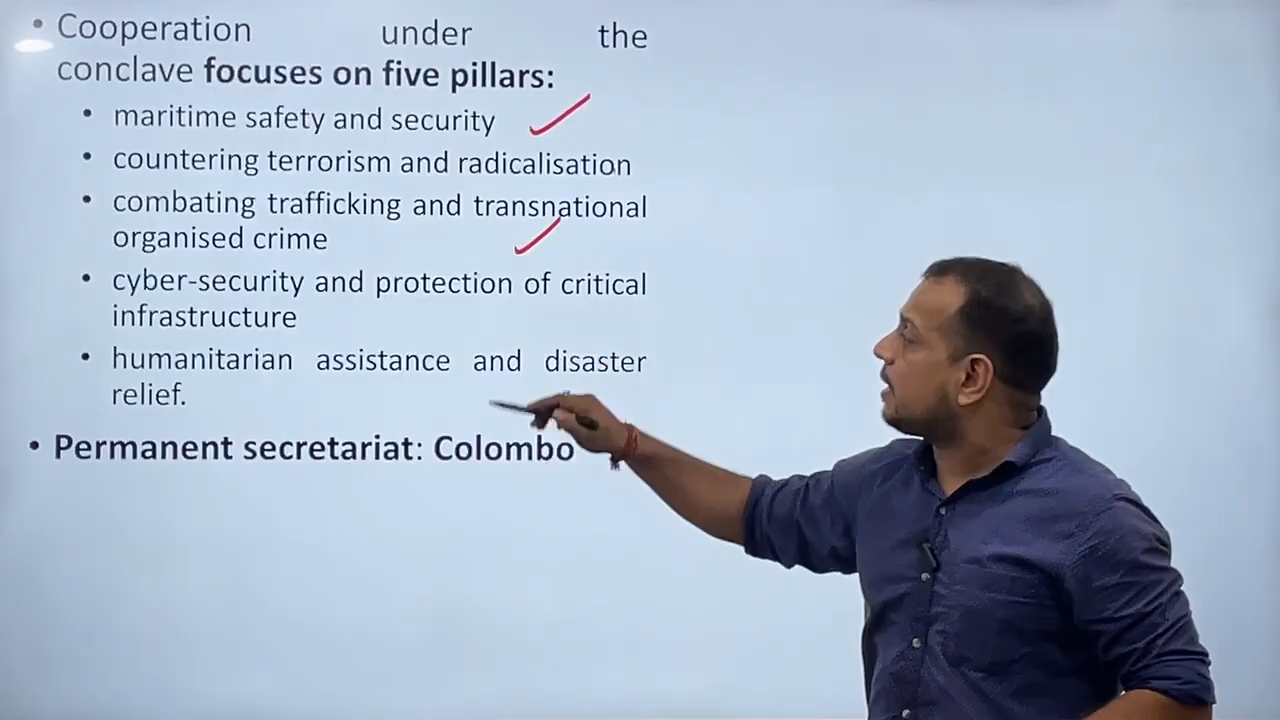 • Cooperation under the
conclave focuses on five pillars:
• maritime safety and security
• countering terrorism and radicalisation
• combating trafficking and transnational
organised crime
• cyber-security and protection of critical
infrastructure
• humanitarian assistance and disaster
relief.
• Permanent secretariat: Colombo